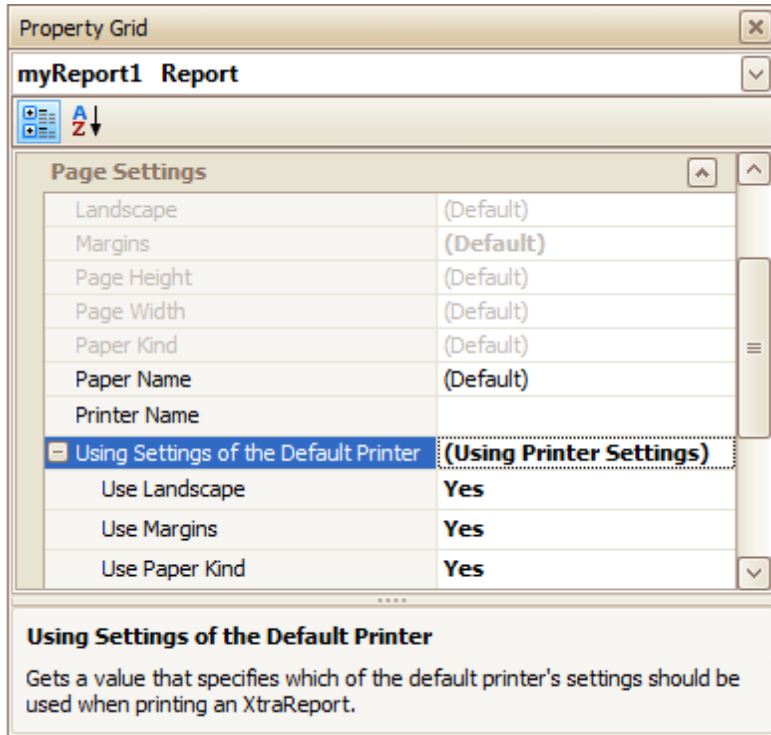 Property Grid
myReport1 Report
A
Z
Page Settings
Landscape (Default)
Margins (Default)
Page Height (Default)
Page Width (Default)
Paper Kind (Default)
Paper Name (Default)
Printer Name
Using Settings of the Default Printer (Using Printer Settings)
Use Landscape Yes
Use Margins Yes
Use Paper Kind Yes
Using Settings of the Default Printer
Gets a value that specifies which of the default printer's settings should be
used when printing an XtraReport.